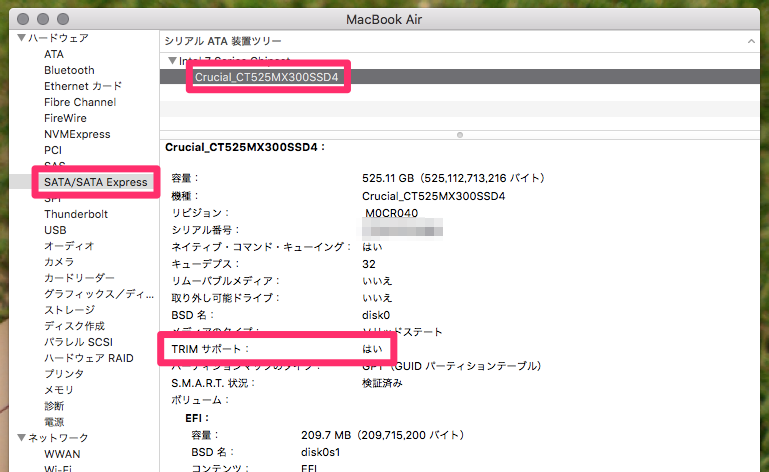 MacBook Air
ハードウェア
ATA
Bluetooth
Ethernet カード
Fibre Channel
FireWire
NVMExpress
PCI
SAS
SATA/SATA Express
SPI
Thunderbolt
USB
オーディオ
カメラ
カードリーダー
グラフィックス／ディ...
ストレージ
ディスク作成
パラレル SCSI
ハードウェア RAID
プリンタ
メモリ
診断
電源
ネットワーク
WWAN
Wi-Fi
シリアル ATA 装置ツリー
Intel 7 Series Chipset
Crucial_CT525MX300SSD4
Crucial_CT525MX300SSD4：
容量： 525.11 GB（525,112,713,216 バイト）
機種： Crucial_CT525MX300SSD4
リビジョン： M0CR040
シリアル番号：
ネイティブ・コマンド・キューイング： はい
キューデプス： 32
リムーバブルメディア： いいえ
取り外し可能ドライブ： いいえ
BSD 名： disk0
メディアのタイプ： ソリッドステート
TRIM サポート： はい
パーティションマップのタイプ： GPT（GUID パーティションテーブル）
S.M.A.R.T. 状況： 検証済み
ボリューム：
EFI：
容量： 209.7 MB（209,715,200 バイト）
BSD 名： disk0s1
コンテンツ： EFI